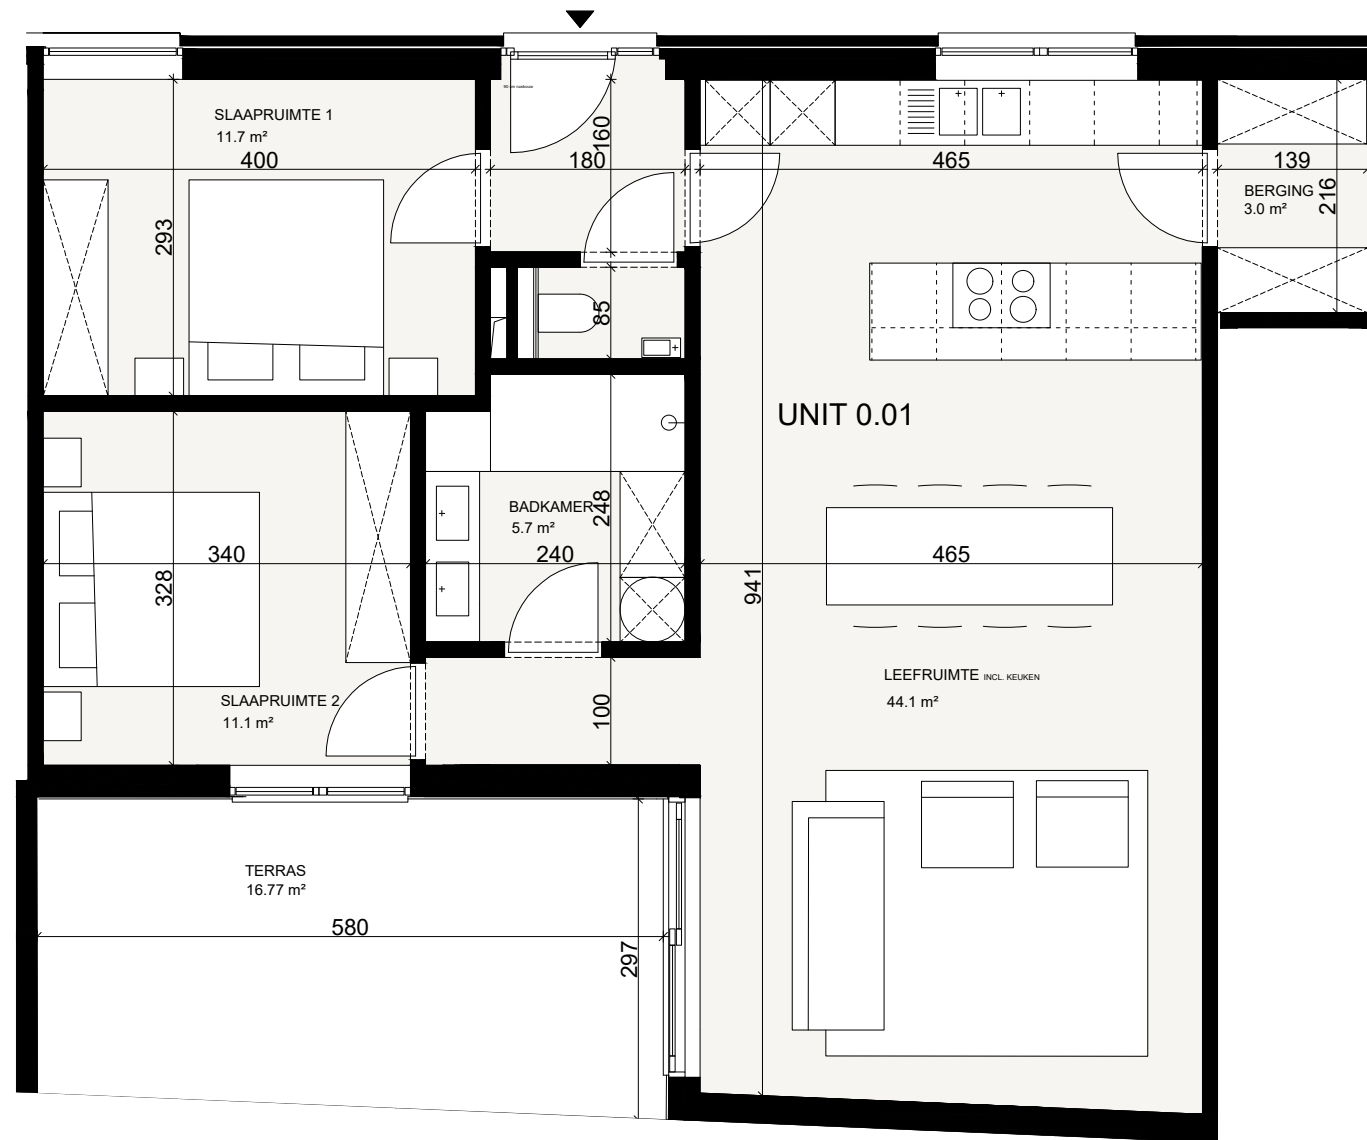 SLAAPRUIMTE 1
11.7 m²
400
293
160
180
465
139
BERGING
3.0 m²
216
85
UNIT 0.01
BADKAMER
5.7 m²
248
240
340
328
465
941
SLAAPRUIMTE 2
11.1 m²
100
LEEFRUIMTE INCL. KEUKEN
44.1 m²
TERRAS
16.77 m²
580
297